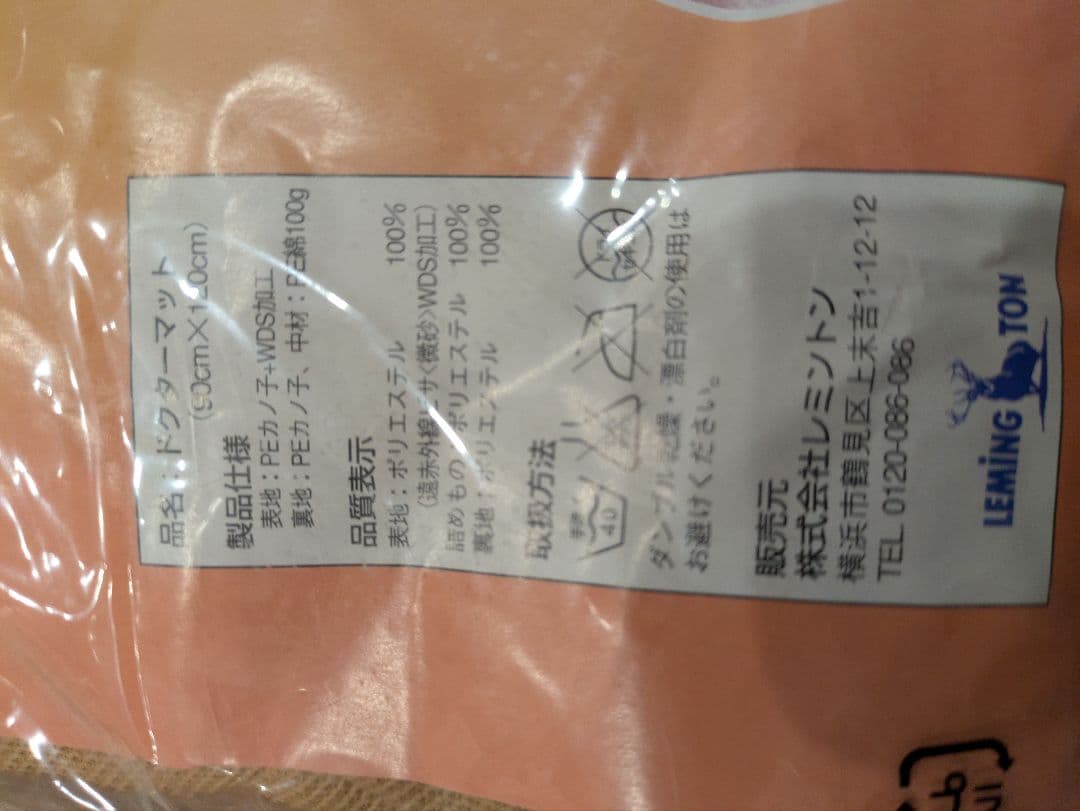 品名：ドクターマット
（90cm×120cm）
製品仕様
表地：PEカノ子+WDS加工
裏地：PEカノ子、中材：PE綿100g
品質表示
表地：ポリエステル 100%
（遠赤外線ヒサ〈微砂〉WDS加工）
詰めもの：ポリエステル 100%
裏地：ポリエステル 100%
取扱方法
40
ダンブル乾燥・漂白剤の使用は
お避けください。
販売元
株式会社レミントン
横浜市鶴見区上末吉1-12-12
TEL 0120-086-086
LEMiNG TON